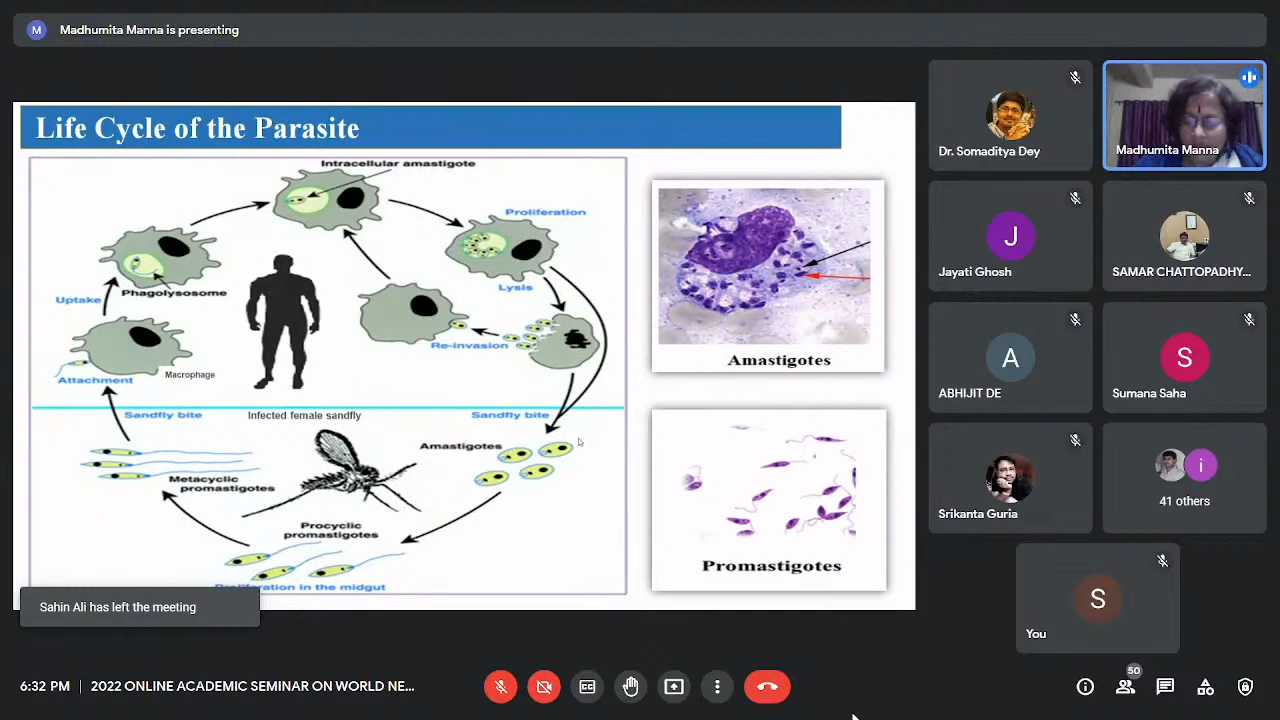 M Madhumita Manna is presenting
Life Cycle of the Parasite
Intracellular amastigote
Proliferation
Phagolysosome
Lysis
Uptake
Re-invasion
Macrophage
Attachment
Sandfly bite
Infected female sandfly
Sandfly bite
Amastigotes
Metacyclic
promastigotes
Procyclic
promastigotes
Proliferation in the midgut
Amastigotes
Promastigotes
Sahin Ali has left the meeting
Dr. Somaditya Dey
Madhumita Manna
J
Jayati Ghosh
SAMAR CHATTOPADHY...
A
ABHIJIT DE
S
Sumana Saha
Srikanta Guria
i
41 others
S
You
6:32 PM | 2022 ONLINE ACADEMIC SEMINAR ON WORLD NE...
50